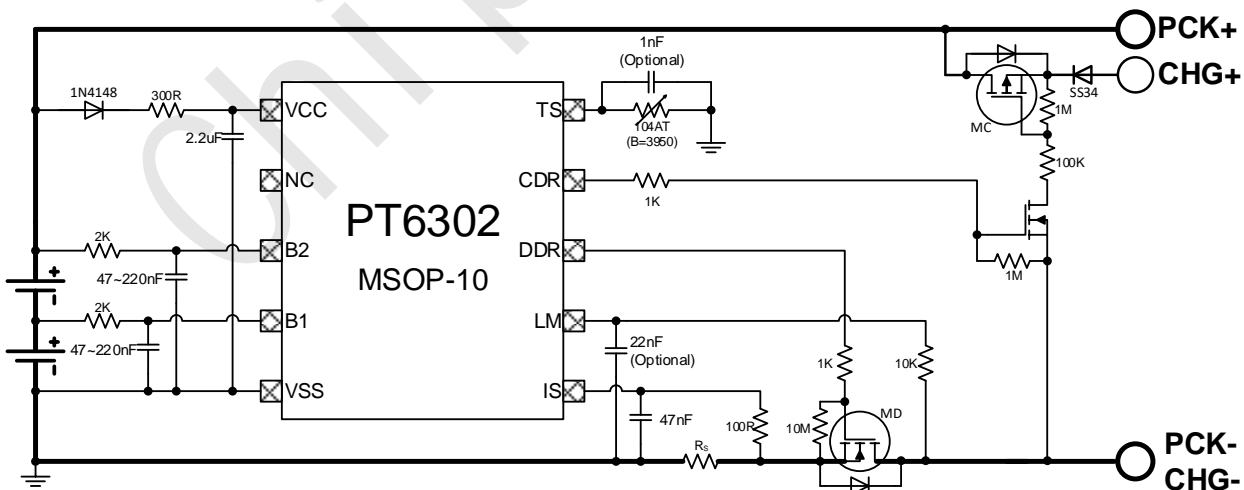 PCK+
CHG+
1nF
(Optional)
1N4148
300R
VCC
TS
104AT
(B=3950)
SS34
MC
1M
2.2uF
100K
NC
CDR
1K
PT6302
MSOP-10
2K
B2
DDR
47~220nF
1M
+
-
2K
B1
LM
22nF
(Optional)
47~220nF
1K
10K
+
-
VSS
IS
47nF
100R
10M
MD
RS
PCK-
CHG-
Chip